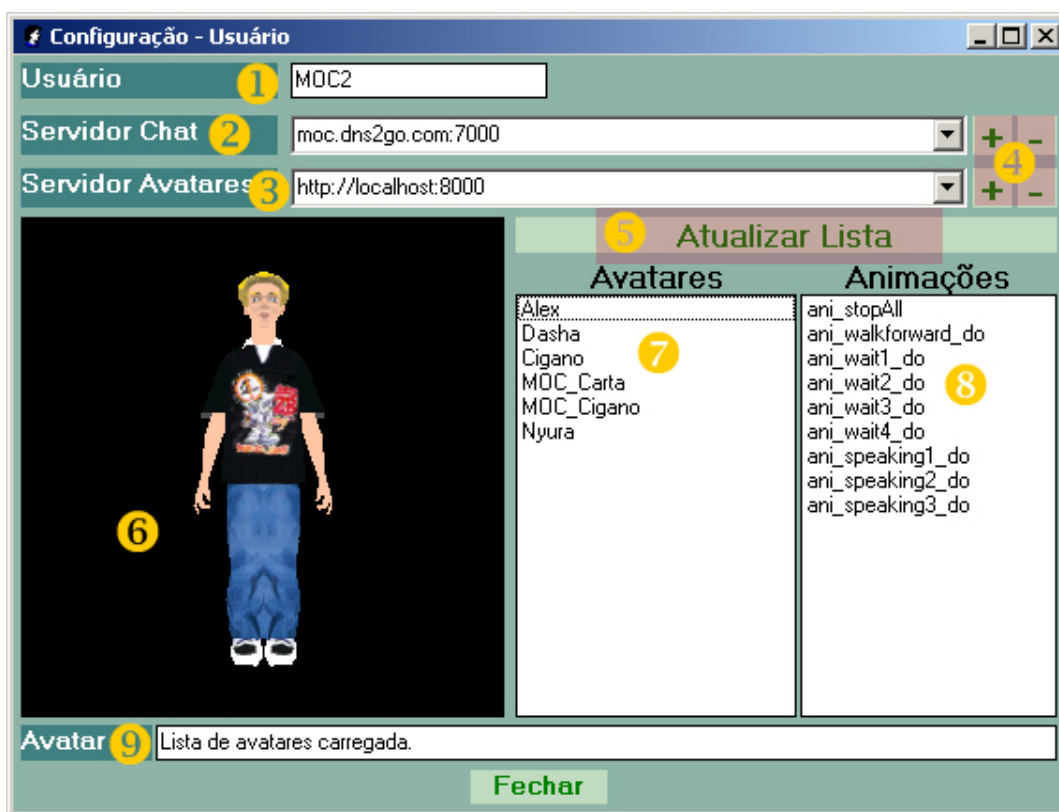 Configuração - Usuário
Usuário 1 MOC2
Servidor Chat 2 moc.dns2go.com:7000 + -
4
Servidor Avatares 3 http://localhost:8000 + -
5 Atualizar Lista
Avatares Animações
Alex ani_stopAll
Dasha ani_walkforward_do
Cigano 7 ani_wait1_do
MOC_Carta ani_wait2_do 8
MOC_Cigano ani_wait3_do
Nyura ani_wait4_do
ani_speaking1_do
ani_speaking2_do
ani_speaking3_do
6
Avatar 9 Lista de avatares carregada.
Fechar